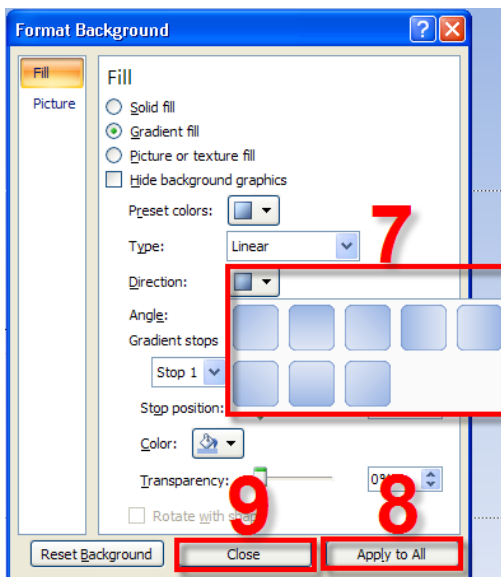 Format Background
Fill
Picture
Fill
Solid fill
Gradient fill
Picture or texture fill
Hide background graphics
Preset colors:
7
Type: Linear
Direction:
Angle:
Gradient stops
Stop 1
Stop position:
Color:
Transparency:
Rotate with shape
9
8
Reset Background
Close
Apply to All